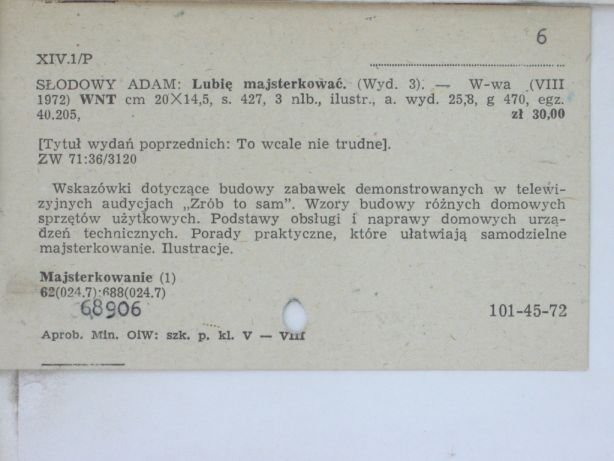 6
XIV.1/P
SŁODOWY ADAM: Lubię majsterkować. (Wyd. 3). — W-wa (VIII
1972) WNT cm 20×14,5, s. 427, 3 nlb., ilustr., a. wyd. 25,8, g 470, egz.
40.205, zł 30,00
[Tytuł wydań poprzednich: To wcale nie trudne].
ZW 71:36/3120
Wskazówki dotyczące budowy zabawek demonstrowanych w telewi-
zyjnych audycjach „Zrób to sam”. Wzory budowy różnych domowych
sprzętów użytkowych. Podstawy obsługi i naprawy domowych urzą-
dzeń technicznych. Porady praktyczne, które ułatwiają samodzielne
majsterkowanie. Ilustracje.
Majsterkowanie (1)
62(024.7):688(024.7)
68906 101-45-72
Aprob. Min. OiW: szk. p. kl. V — VIII